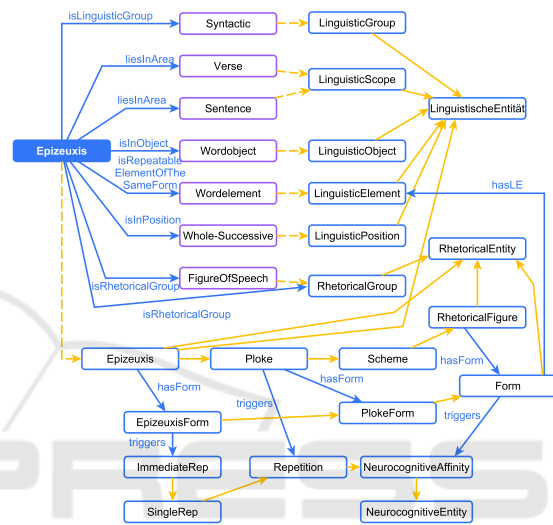 isLinguisticGroup
Syntactic
LinguisticGroup
liesInArea
Verse
LinguisticScope
liesInArea
Sentence
LinguistischeEntität
Epizeuxis
isInObject
Wordobject
LinguisticObject
isRepeatable
ElementOfThe
SameForm
Wordelement
LinguisticElement
hasLE
isInPosition
Whole-Successive
LinguisticPosition
RhetoricalEntity
FigureOfSpeech
RhetoricalGroup
isRhetoricalGroup
isRhetoricalGroup
RhetoricalFigure
Epizeuxis
Ploke
Scheme
hasForm
hasForm
hasForm
Form
triggers
PlokeForm
triggers
EpizeuxisForm
triggers
ImmediateRep
Repetition
NeurocognitiveAffinity
SingleRep
NeurocognitiveEntity
PRESS